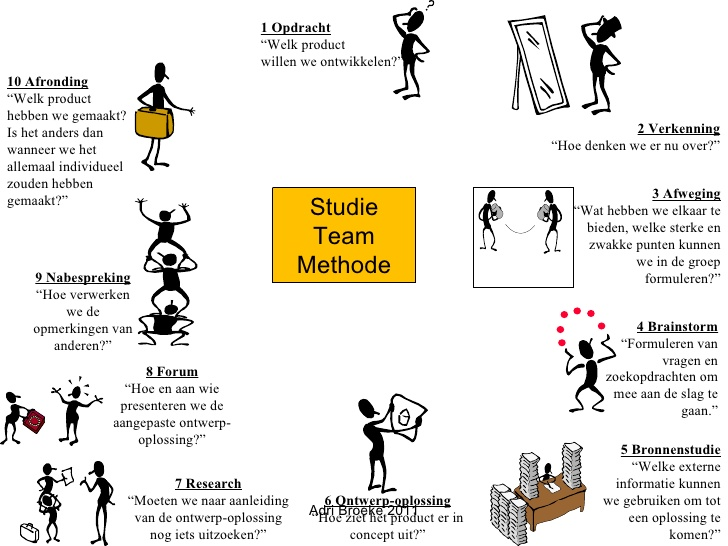 1 Opdracht
“Welk product
willen we ontwikkelen?”
?
2 Verkenning
“Hoe denken we er nu over?”
3 Afweging
“Wat hebben we elkaar te
bieden, welke sterke en
zwakke punten kunnen
we in de groep
formuleren?”
4 Brainstorm
“Formuleren van
vragen en
zoekopdrachten om
mee aan de slag te
gaan.”
5 Bronnenstudie
“Welke externe
informatie kunnen
we gebruiken om tot
een oplossing te
komen?”
6 Ontwerp-oplossing
“Hoe ziet het product er in
concept uit?”
Adri Broeke 2011
7 Research
“Moeten we naar aanleiding
van de ontwerp-oplossing
nog iets uitzoeken?”
8 Forum
“Hoe en aan wie
presenteren we de
aangepaste ontwerp-
oplossing?”
9 Nabespreking
“Hoe verwerken
we de
opmerkingen van
anderen?”
10 Afronding
“Welk product
hebben we gemaakt?
Is het anders dan
wanneer we het
allemaal individueel
zouden hebben
gemaakt?”
Studie
Team
Methode